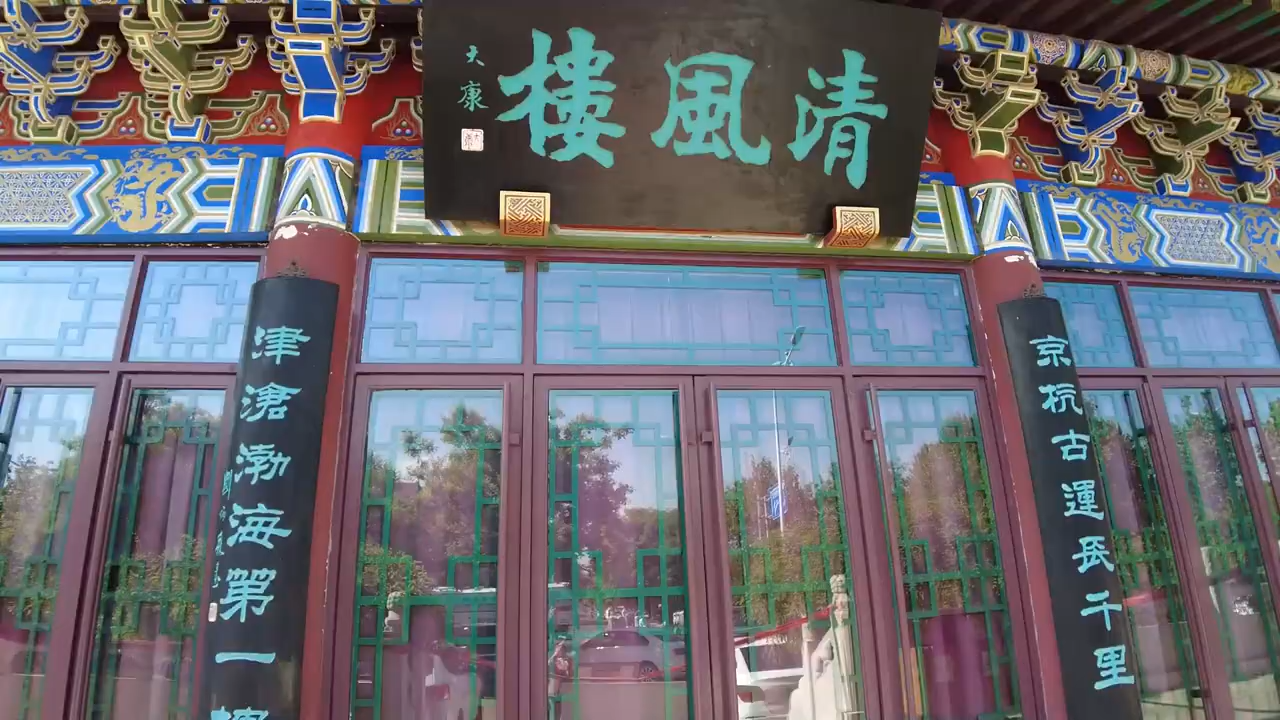 清風樓
大康
京杭古運長千里
津滄渤海第一